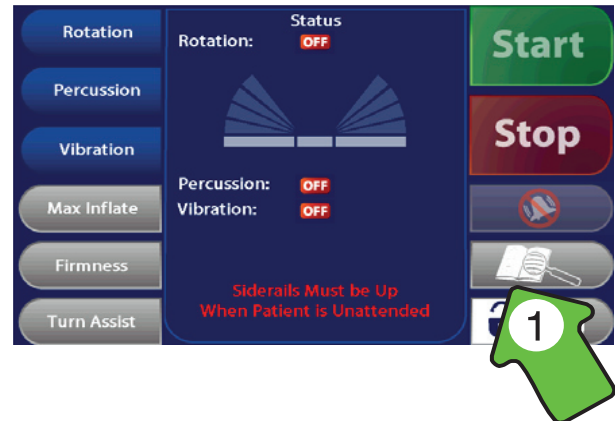 Rotation
Percussion
Vibration
Max Inflate
Firmness
Turn Assist
Status
Rotation: OFF
Percussion: OFF
Vibration: OFF
Siderails Must be Up
When Patient is Unattended
Start
Stop
1